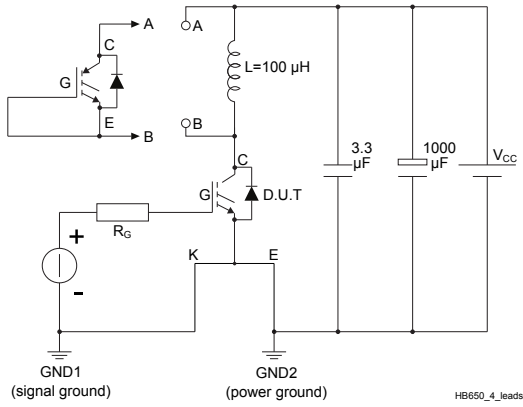 A
A
C
G
L=100 µH
E
B
B
3.3
µF
1000
µF
VCC
C
G
D.U.T
RG
+
-
K
E
GND1
(signal ground)
GND2
(power ground)
HB650_4_leads